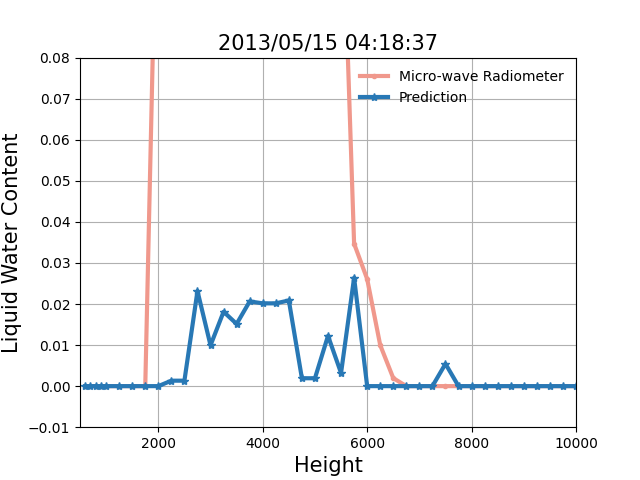 2013/05/15 04:18:37
Micro-wave Radiometer
Prediction
Liquid Water Content
0.08
0.07
0.06
0.05
0.04
0.03
0.02
0.01
0.00
−0.01
2000 4000 6000 8000 10000
Height